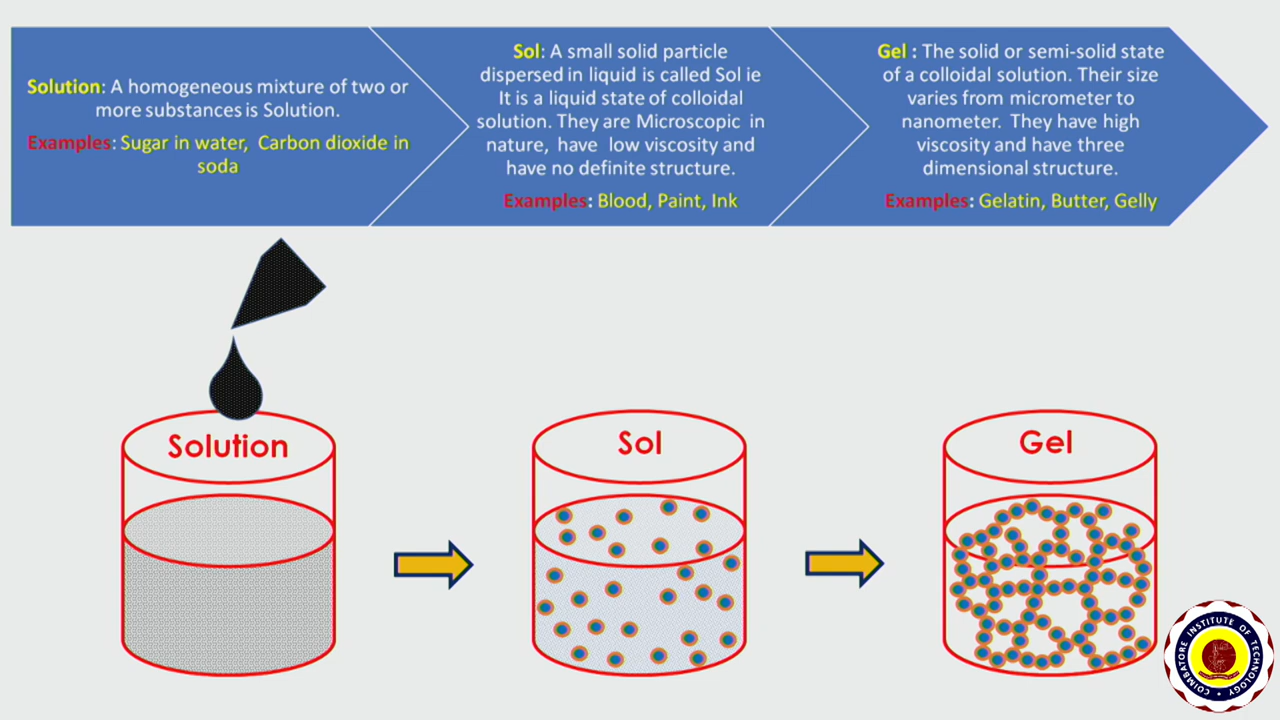 Solution: A homogeneous mixture of two or
more substances is Solution.
Examples: Sugar in water, Carbon dioxide in
soda
Sol: A small solid particle
dispersed in liquid is called Sol ie
It is a liquid state of colloidal
solution. They are Microscopic in
nature, have low viscosity and
have no definite structure.
Examples: Blood, Paint, Ink
Gel : The solid or semi-solid state
of a colloidal solution. Their size
varies from micrometer to
nanometer. They have high
viscosity and have three
dimensional structure.
Examples: Gelatin, Butter, Gelly
Solution
Sol
Gel
COIMBATORE INSTITUTE OF TECHNOLOGY